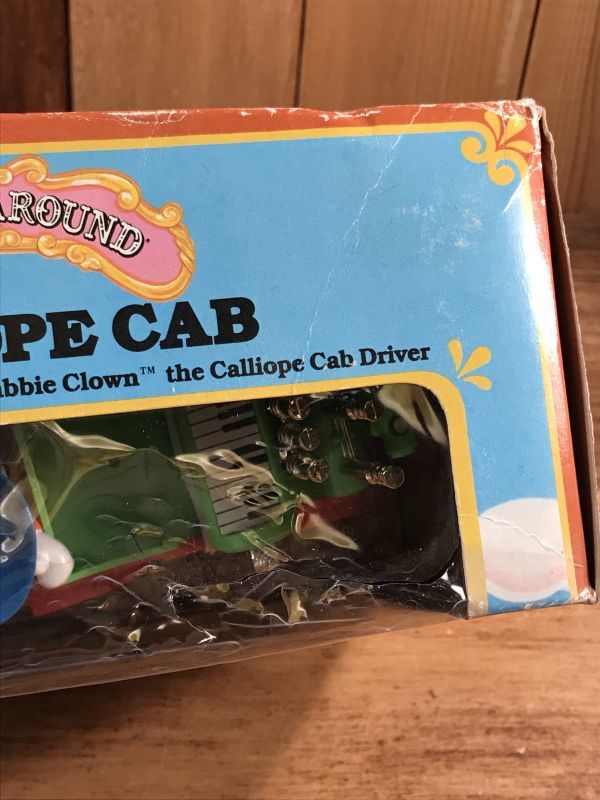 AROUND
PE CAB
bbie Clown™ the Calliope Cab Driver